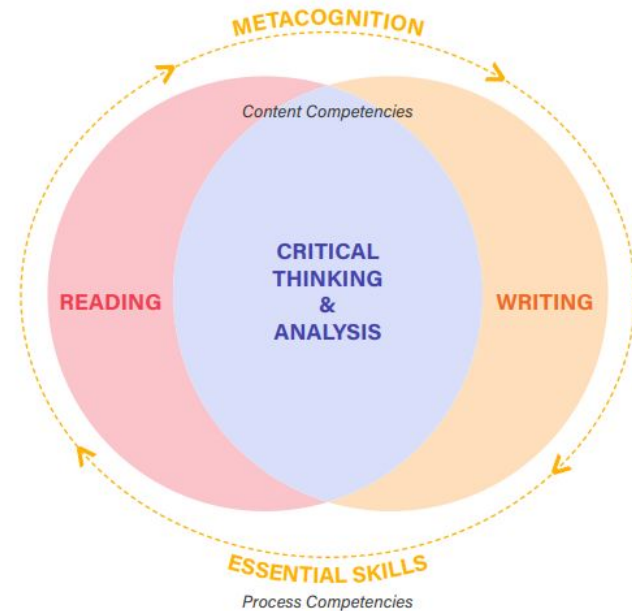 METACOGNITION
Content Competencies
CRITICAL
THINKING
&
ANALYSIS
READING
WRITING
ESSENTIAL SKILLS
Process Competencies